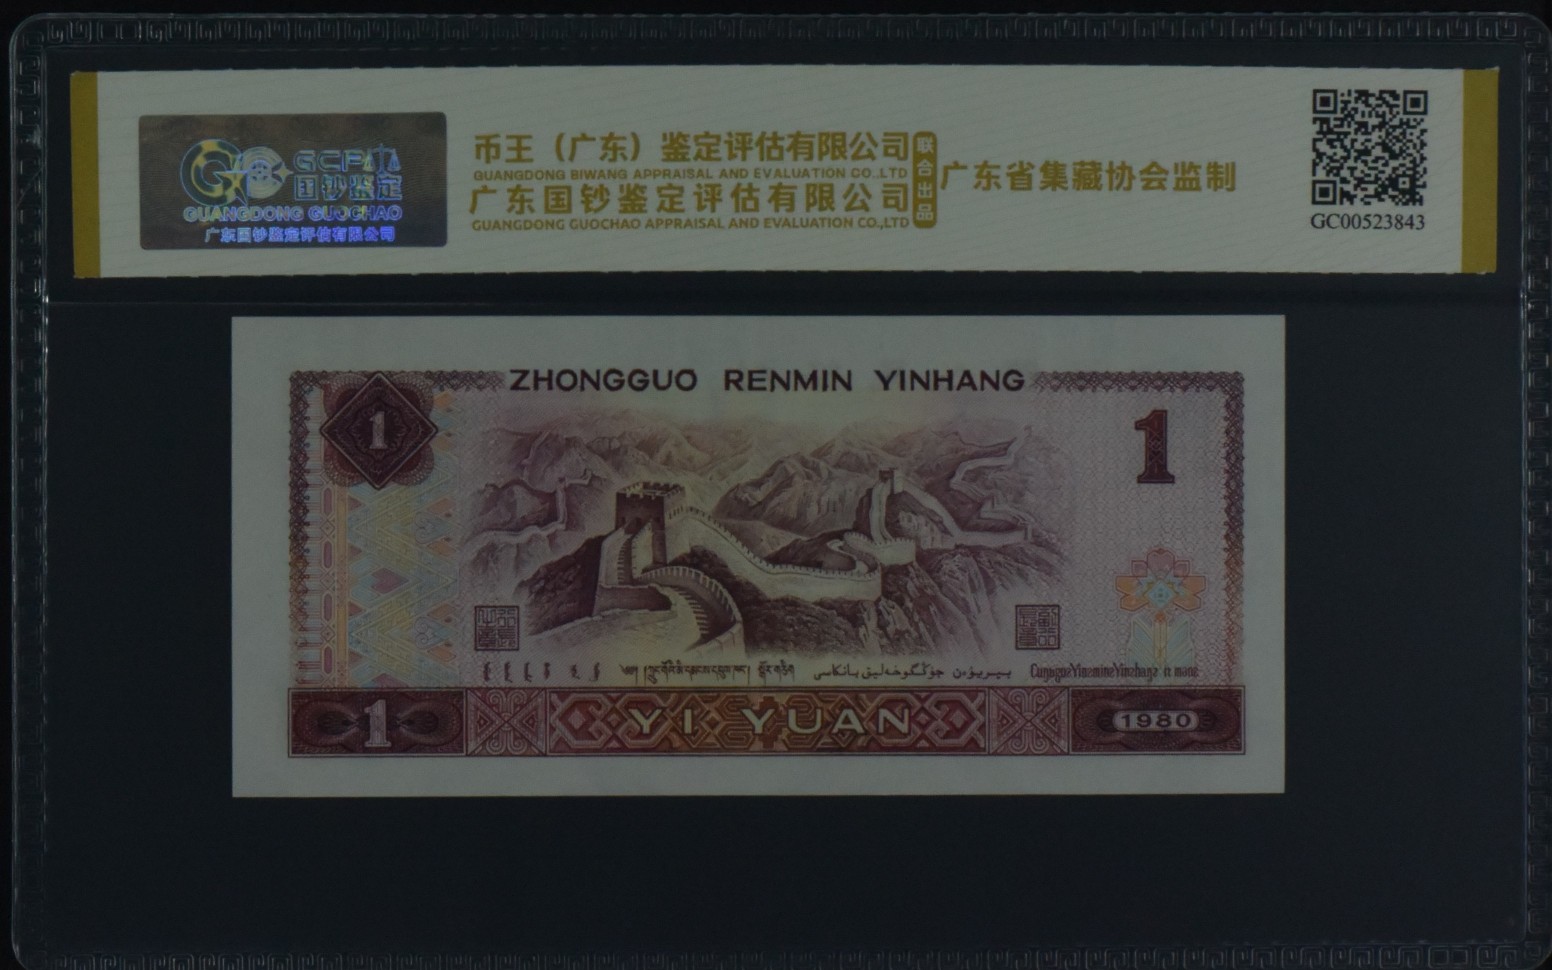 GCPA
国钞鉴定
GUANGDONG GUOCHAO
广东国钞鉴定评估有限公司
币王（广东）鉴定评估有限公司
GUANGDONG BIWANG APPRAISAL AND EVALUATION CO.,LTD
广东国钞鉴定评估有限公司
GUANGDONG GUOCHAO APPRAISAL AND EVALUATION CO.,LTD
联合出品
广东省集藏协会监制
GC00523843
ZHONGGUO RENMIN YINHANG
1
1
1
YI YUAN
1980